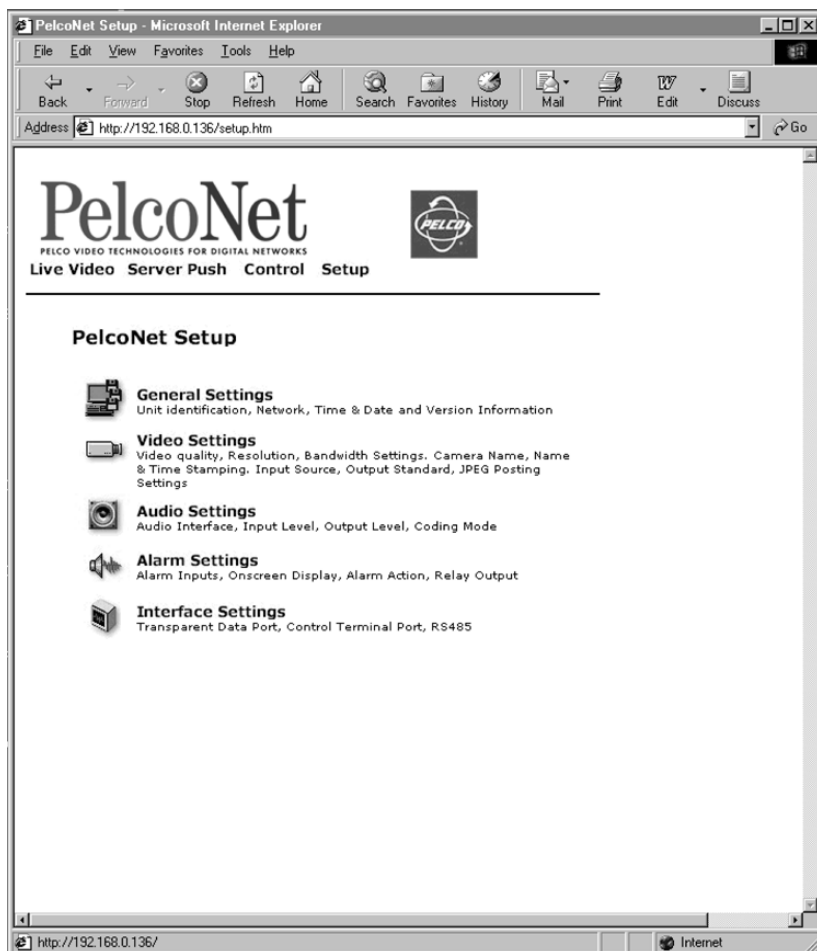 PelcoNet Setup - Microsoft Internet Explorer
File Edit View Favorites Tools Help
Back Forward Stop Refresh Home Search Favorites History Mail Print Edit Discuss
Address http://192.168.0.136/setup.htm Go
PelcoNet
PELCO
PELCO VIDEO TECHNOLOGIES FOR DIGITAL NETWORKS
Live Video Server Push Control Setup
PelcoNet Setup
General Settings
Unit identification, Network, Time & Date and Version Information
Video Settings
Video quality, Resolution, Bandwidth Settings. Camera Name, Name
& Time Stamping. Input Source, Output Standard, JPEG Posting
Settings
Audio Settings
Audio Interface, Input Level, Output Level, Coding Mode
Alarm Settings
Alarm Inputs, Onscreen Display, Alarm Action, Relay Output
Interface Settings
Transparent Data Port, Control Terminal Port, RS485
http://192.168.0.136/ Internet